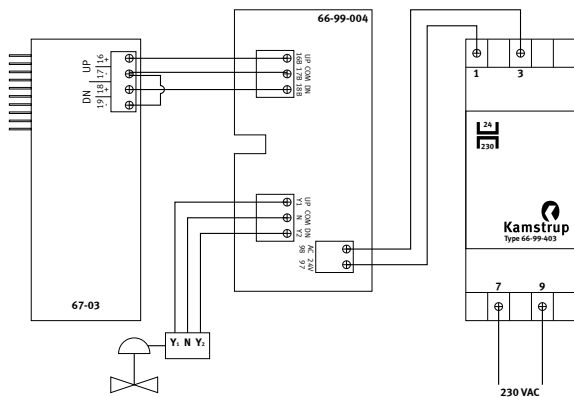 66-99-004
UP
DN
16
17
18
19
+
-
+
-
16B
17B
18B
UP
COM
DN
1
3
24
230
Kamstrup
Type 66-99-403
Y1
N
Y2
UP
COM
DN
98
97
AC
24V
67-03
7
9
Y1 N Y2
230 VAC